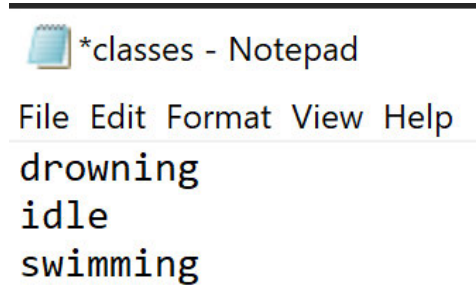 *classes - Notepad
File Edit Format View Help
drowning
idle
swimming